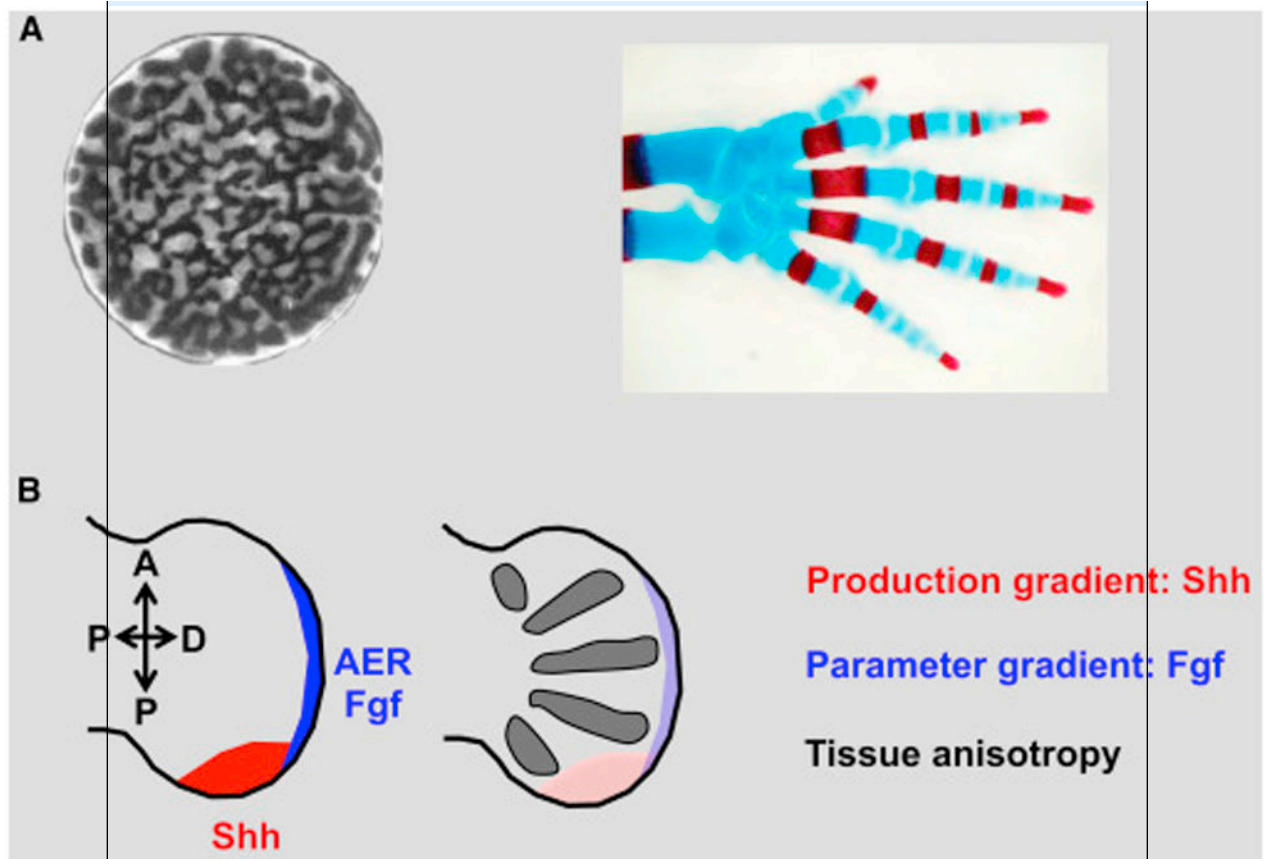 A
B
A
P D
P
AER
Fgf
Shh
Production gradient: Shh
Parameter gradient: Fgf
Tissue anisotropy